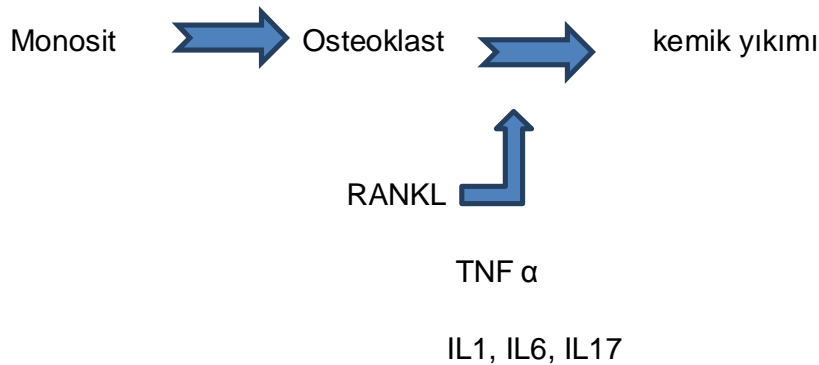 Monosit Osteoklast kemik yıkımı
RANKL
TNF α
IL1, IL6, IL17